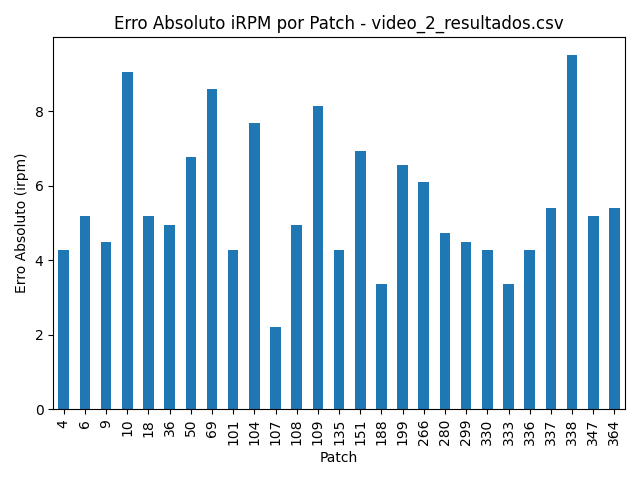 Erro Absoluto iRPM por Patch - video_2_resultados.csv
Erro Absoluto (irpm)
8
6
4
2
0
4 6 9 10 18 36 50 69 101 104 107 108 109 135 151 188 199 266 280 299 330 333 336 337 338 347 364
Patch